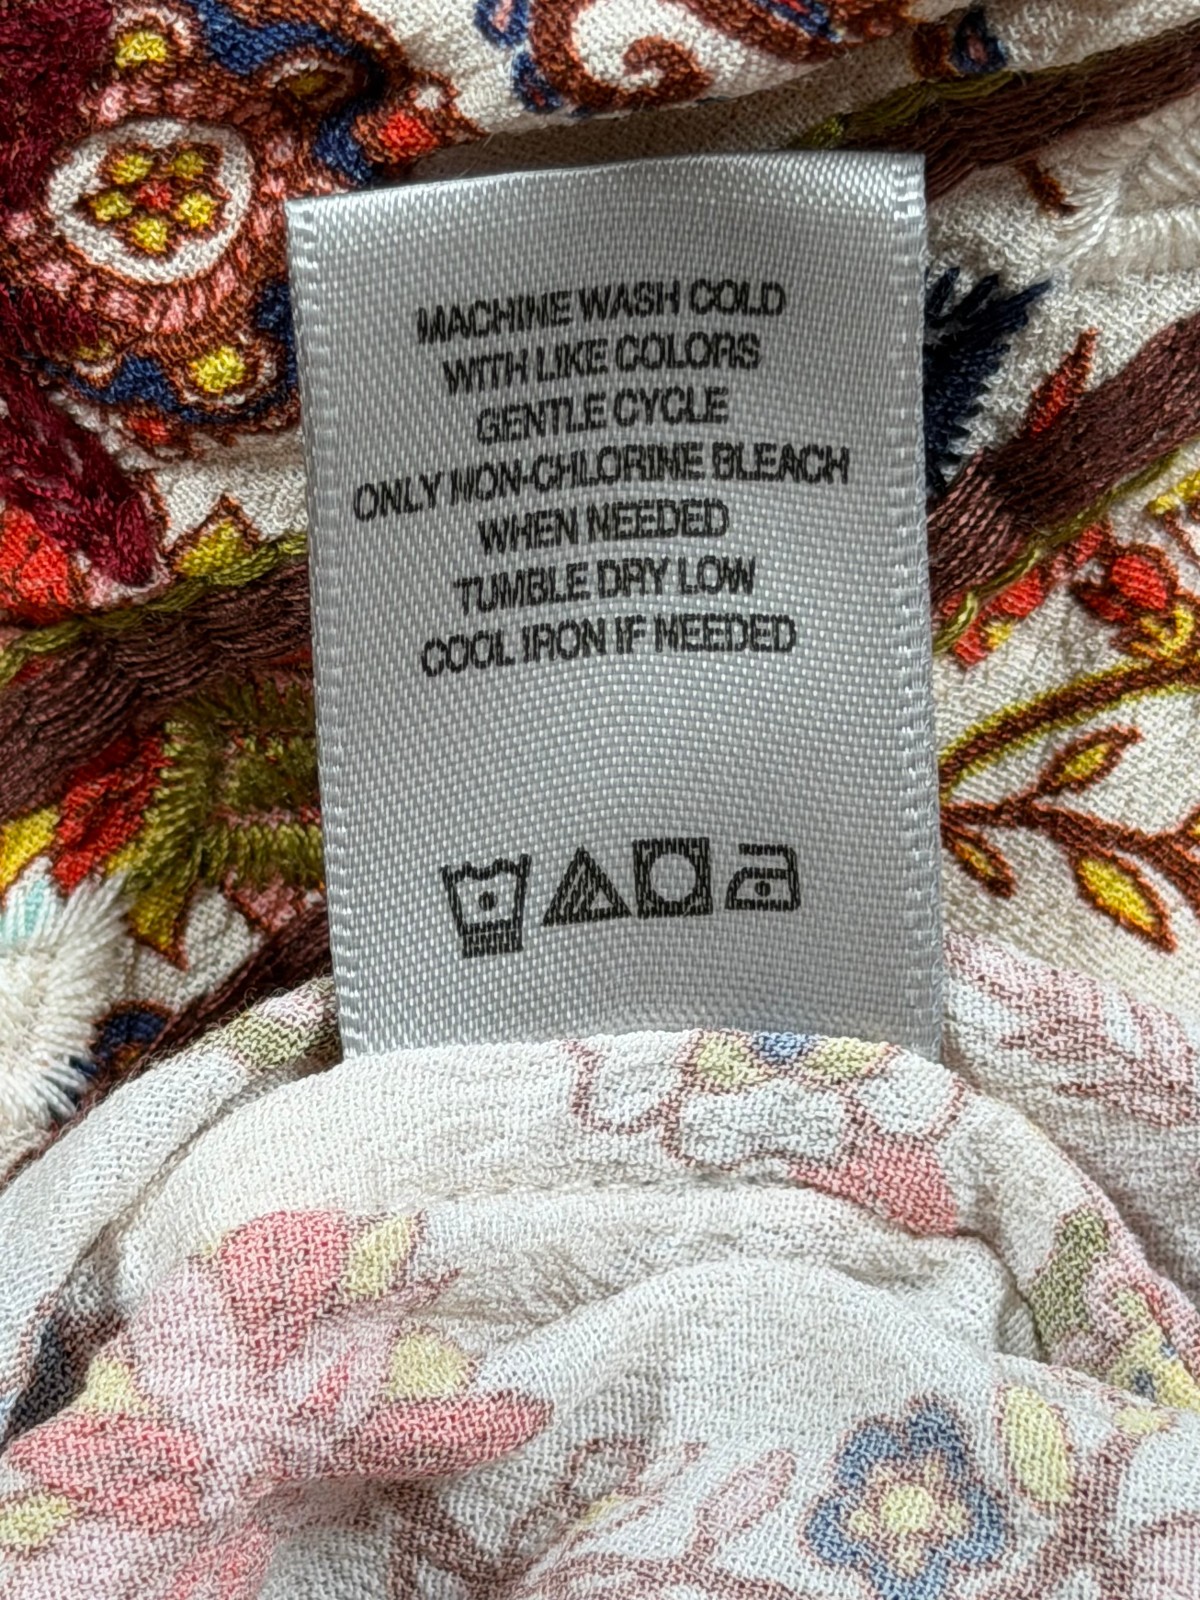 MACHINE WASH COLD
WITH LIKE COLORS
GENTLE CYCLE
ONLY NON-CHLORINE BLEACH
WHEN NEEDED
TUMBLE DRY LOW
COOL IRON IF NEEDED